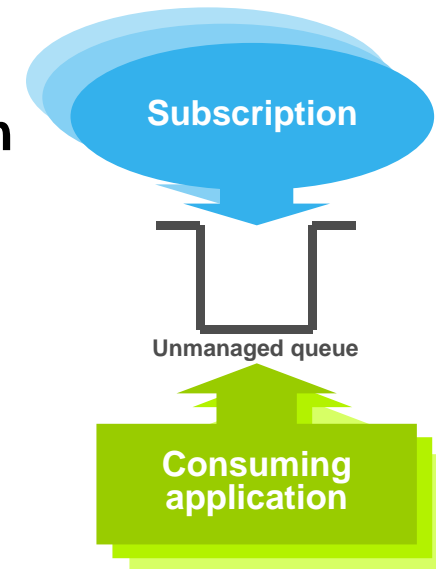 Subscription
n
Unmanaged queue
Consuming
application